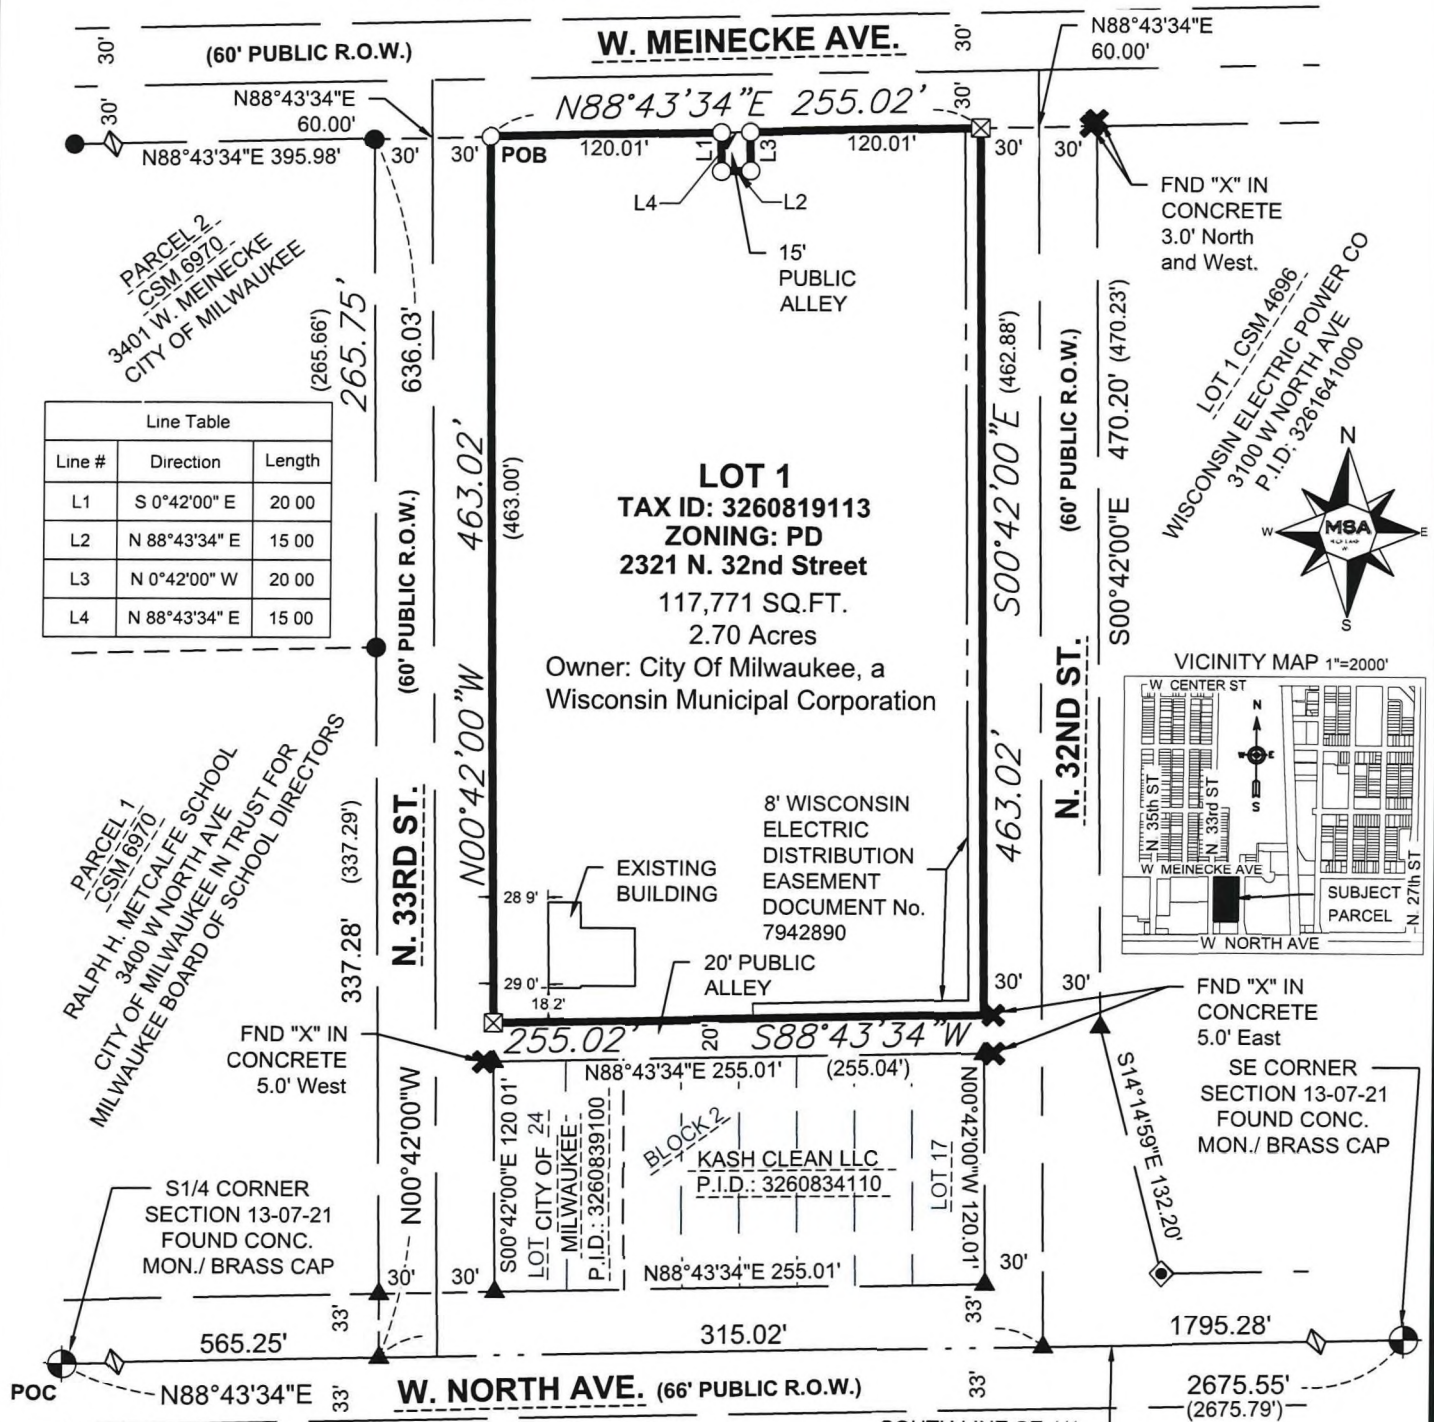 30'
(60' PUBLIC R.O.W.)
W. MEINECKE AVE.
30'
N88°43'34"E
60.00'
30'
N88°43'34"E
60.00'
N88°43'34"E 255.02'
30'
N88°43'34"E 395.98'
30'
30'
POB
120.01'
L1
L3
120.01'
30'
30'
L4
L2
15'
PUBLIC
ALLEY
FND "X" IN
CONCRETE
3.0' North
and West.
PARCEL 2
CSM 6970
3401 W. MEINECKE
CITY OF MILWAUKEE
(265.66')
265.75'
636.03'
463.02'
(463.00')
(60' PUBLIC R.O.W.)
N00°42'00"W
N. 33RD ST.
Line Table
Line # Direction Length
L1 S 0°42'00" E 20 00
L2 N 88°43'34" E 15 00
L3 N 0°42'00" W 20 00
L4 N 88°43'34" E 15 00
LOT 1
TAX ID: 3260819113
ZONING: PD
2321 N. 32nd Street
117,771 SQ.FT.
2.70 Acres
Owner: City Of Milwaukee, a
Wisconsin Municipal Corporation
(462.88')
S00°42'00"E
463.02'
(60' PUBLIC R.O.W.)
N. 32ND ST.
(470.23')
470.20'
S00°42'00"E
LOT 1 CSM 4696
WISCONSIN ELECTRIC POWER CO
3100 W NORTH AVE
P.I.D: 3261641000
N
W
E
S
MSA
VICINITY MAP 1"=2000'
W CENTER ST
N
W
E
S
N. 35th ST
N. 33rd ST
W MEINECKE AVE
N. 27th ST
SUBJECT
PARCEL
W NORTH AVE
PARCEL 1
CSM 6970
RALPH H. METCALFE SCHOOL
3400 W NORTH AVE
CITY OF MILWAUKEE IN TRUST FOR
MILWAUKEE BOARD OF SCHOOL DIRECTORS
(337.29')
337.28'
28 9'
EXISTING
BUILDING
29 0'
18 2'
8' WISCONSIN
ELECTRIC
DISTRIBUTION
EASEMENT
DOCUMENT No.
7942890
20' PUBLIC
ALLEY
30'
30'
FND "X" IN
CONCRETE
5.0' East
FND "X" IN
CONCRETE
5.0' West
255.02'
20'
S88°43'34"W
N88°43'34"E 255.01'
(255.04')
S14°14'59"E 132.20'
SE CORNER
SECTION 13-07-21
FOUND CONC.
MON./ BRASS CAP
N00°42'00"W
S00°42'00"E 120 01'
LOT 24
CITY OF
MILWAUKEE
P.I.D.: 3260839100
BLOCK 2
KASH CLEAN LLC
P.I.D.: 3260834110
LOT 17
N00°42'00"W 120.01'
S1/4 CORNER
SECTION 13-07-21
FOUND CONC.
MON./ BRASS CAP
30'
30'
N88°43'34"E 255.01'
30'
33'
33'
565.25'
315.02'
1795.28'
POC
N88°43'34"E
33'
W. NORTH AVE. (66' PUBLIC R.O.W.)
33'
2675.55'
(2675.79')